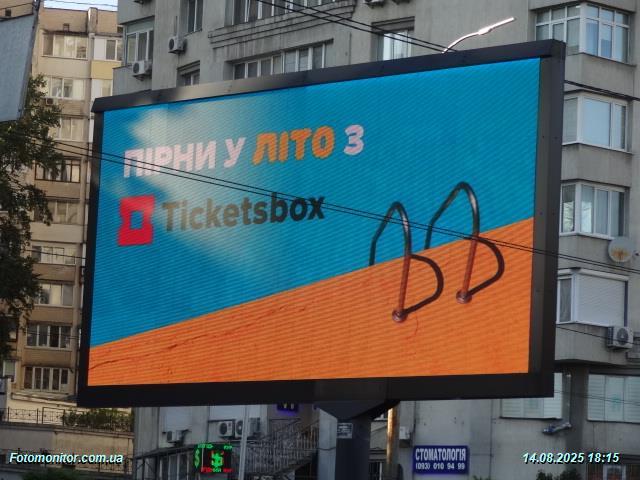 ПІРНИ У ЛІТО З
Ticketsbox
СТОМАТОЛОГІЯ
(093) 010 94 99
Fotomonitor.com.ua
14.08.2025 18:15